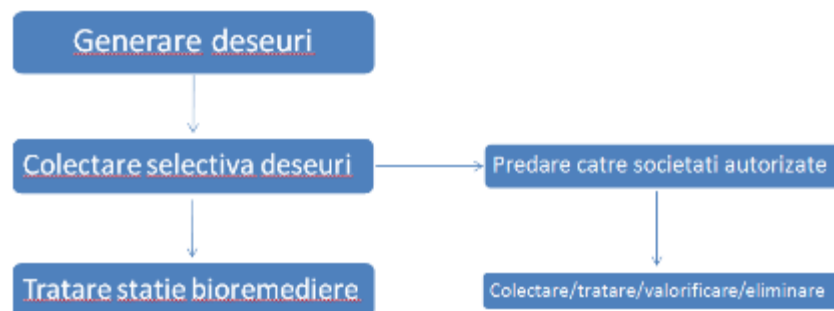 Generare deseuri
Colectare selectiva deseuri
Predare catre societati autorizate
Tratare statie bioremediere
Colectare/tratare/valorificare/eliminare